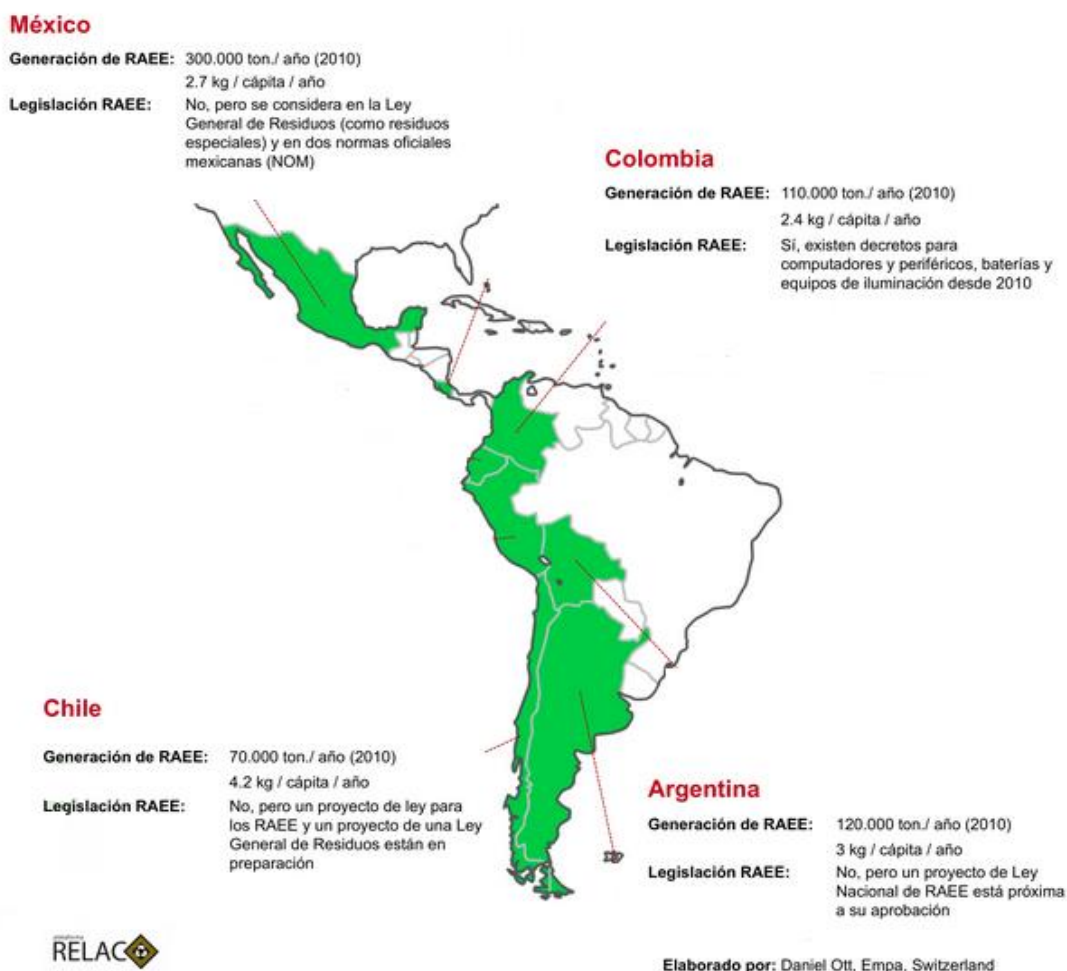 México
Generación de RAEE: 300.000 ton./ año (2010)
2.7 kg / cápita / año
Legislación RAEE: No, pero se considera en la Ley
General de Residuos (como residuos
especiales) y en dos normas oficiales
mexicanas (NOM)
Colombia
Generación de RAEE: 110.000 ton./ año (2010)
2.4 kg / cápita / año
Legislación RAEE: Sí, existen decretos para
computadores y periféricos, baterías y
equipos de iluminación desde 2010
Chile
Generación de RAEE: 70.000 ton./ año (2010)
4.2 kg / cápita / año
Legislación RAEE: No, pero un proyecto de ley para
los RAEE y un proyecto de una Ley
General de Residuos están en
preparación
Argentina
Generación de RAEE: 120.000 ton./ año (2010)
3 kg / cápita / año
Legislación RAEE: No, pero un proyecto de Ley
Nacional de RAEE está próxima
a su aprobación
RELAC
Elaborado por: Daniel Ott, Empa, Switzerland